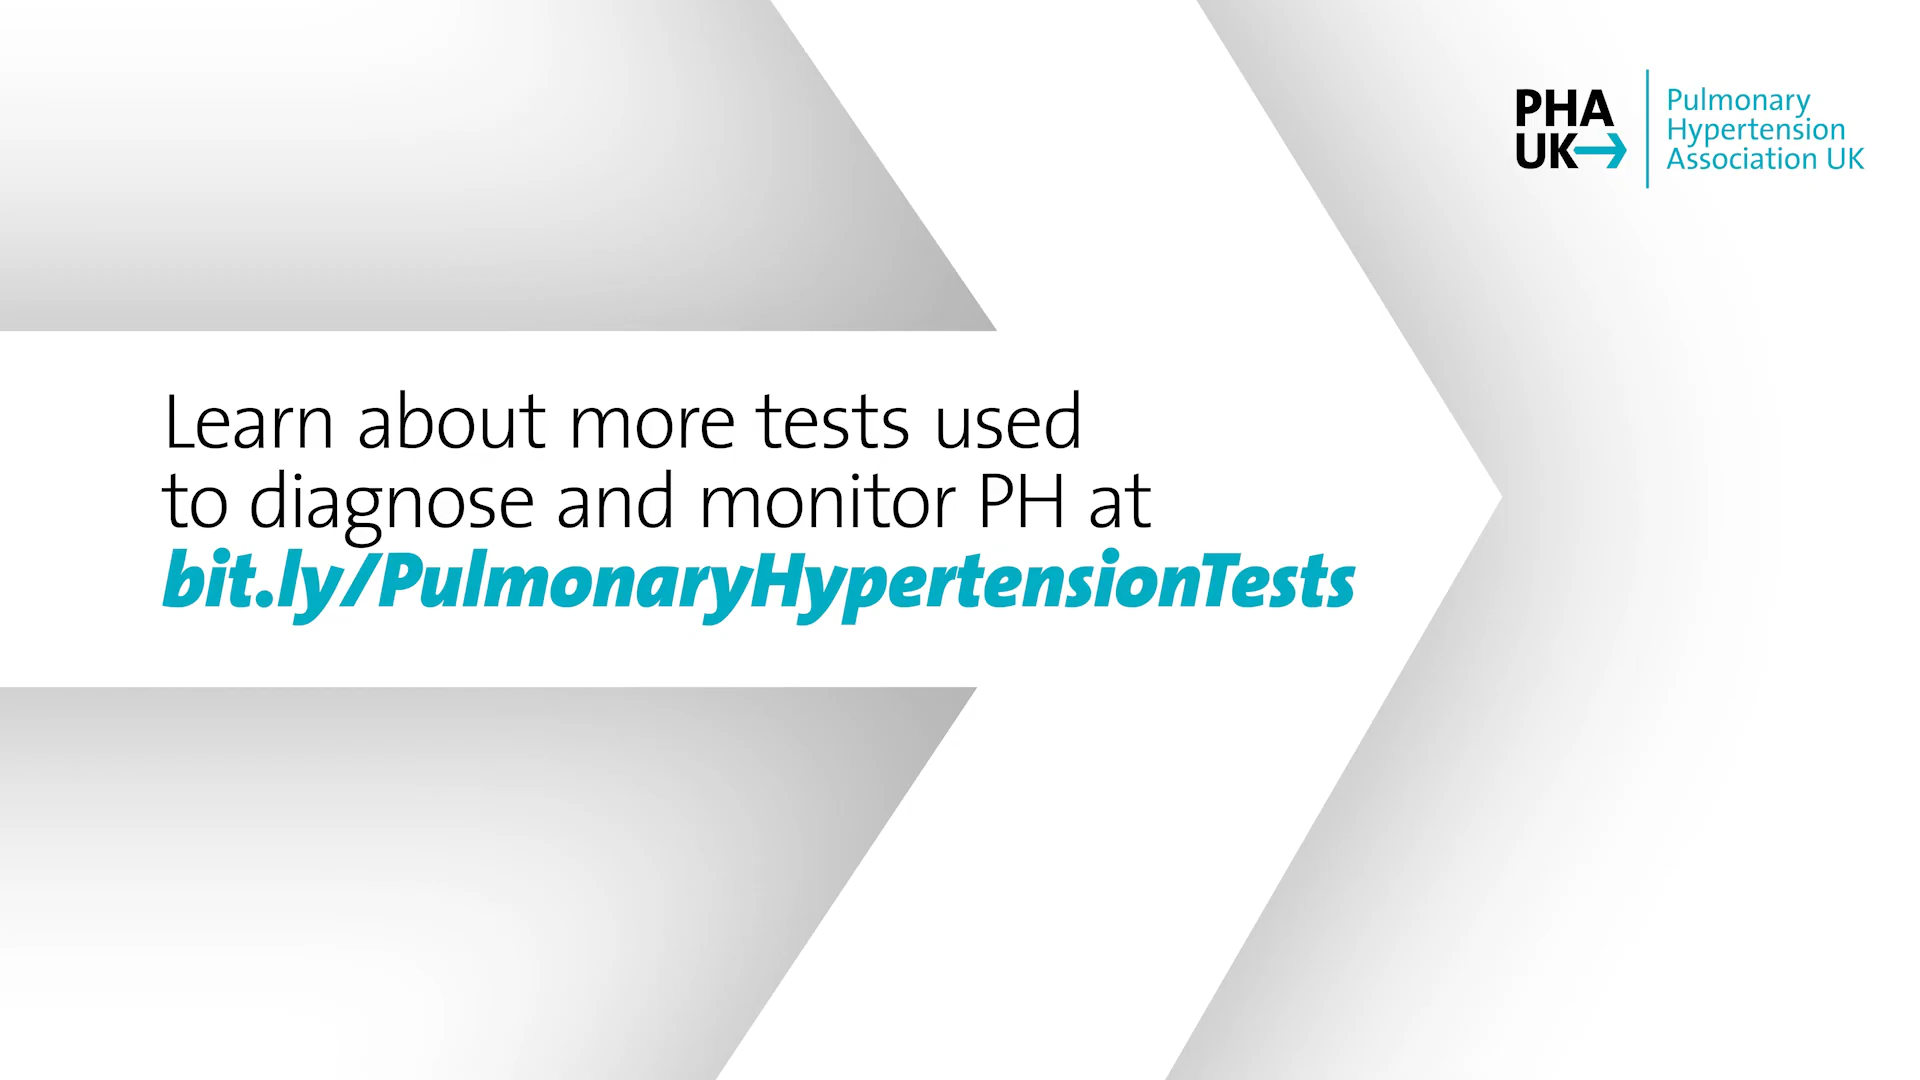 PHA
UK
Pulmonary
Hypertension
Association UK
Learn about more tests used
to diagnose and monitor PH at
bit.ly/PulmonaryHypertensionTests